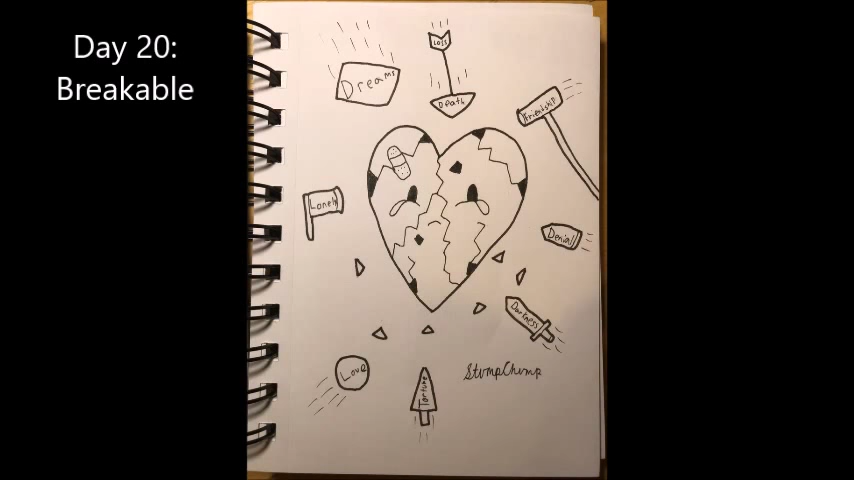 Day 20:
Breakable
Loss
Dreams
Death
Friendship
Lonely
Denial
Darkness
Love
Torture
StumpChump